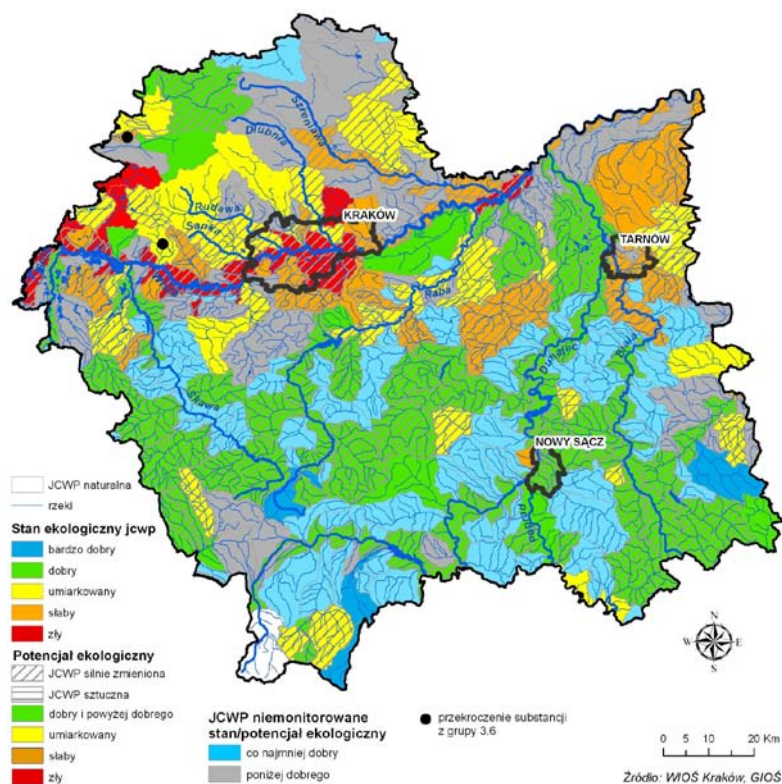 Szreniawa
Dłubnia
Rudawa
Sanka
KRAKÓW
TARNÓW
Raba
Dunajec
Biała
Skawa
NOWY SĄCZ
Poprad
JCWP naturalna
rzeki
Stan ekologiczny jcwp
bardzo dobry
dobry
umiarkowany
słaby
zły
Potencjał ekologiczny
JCWP silnie zmieniona
JCWP sztuczna
dobry i powyżej dobrego
umiarkowany
słaby
zły
JCWP niemonitorowane
stan/potencjał ekologiczny
co najmniej dobry
poniżej dobrego
przekroczenie substancji
z grupy 3.6
N
W E
S
0 5 10 20 Km
Źródło: WIOŚ Kraków, GIOŚ